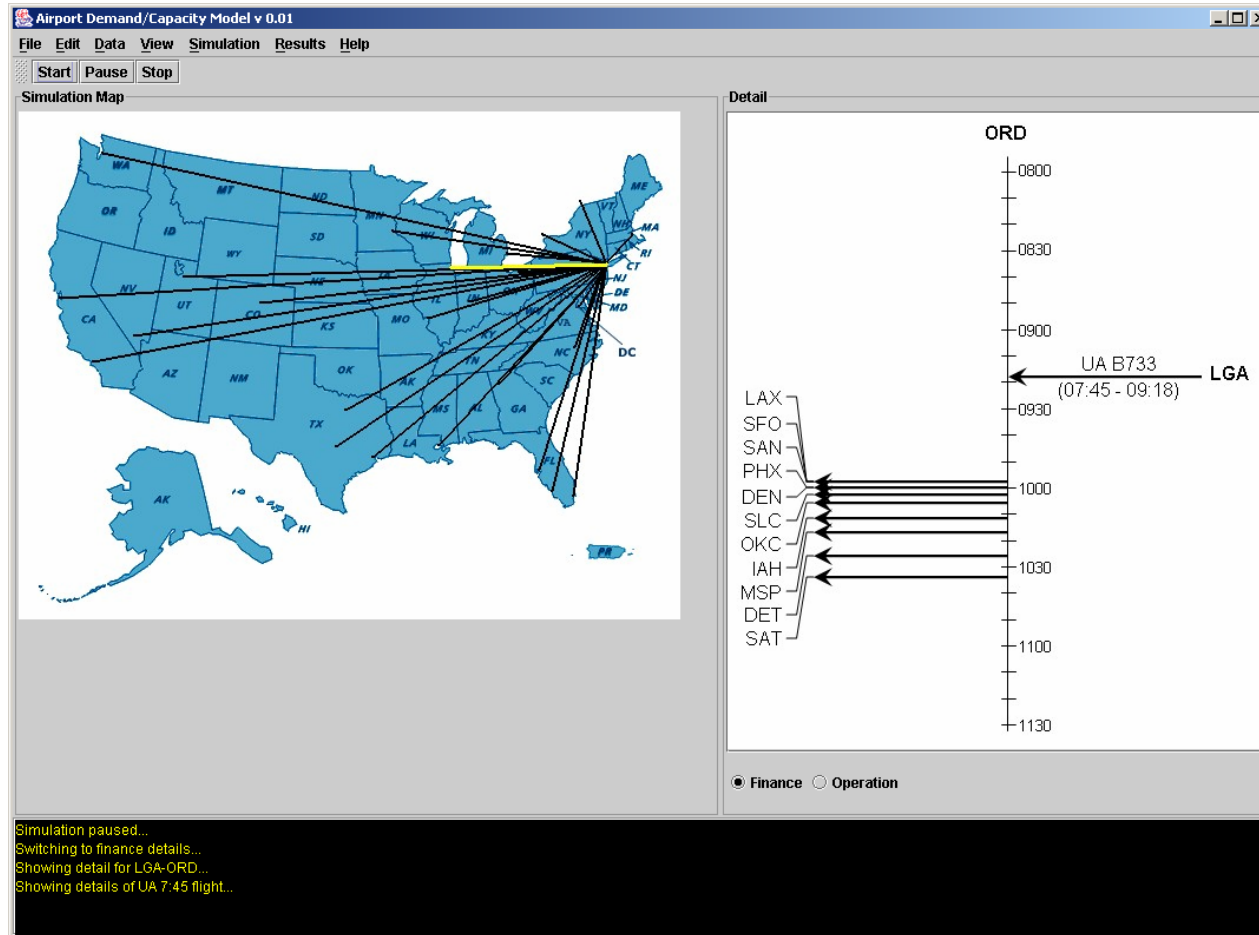 Airport Demand/Capacity Model v 0.01
File Edit Data View Simulation Results Help
Start Pause Stop
Simulation Map
WA
OR
ID
MT
ND
SD
WY
NV
UT
CA
CO
AZ
NM
NE
KS
OK
TX
MN
WI
IA
IL
MO
AR
LA
MS
AL
TN
KY
IN
MI
OH
WV
VA
NC
SC
GA
FL
NY
VT
NH
ME
MA
RI
CT
NJ
DE
MD
DC
AK
HI
PR
Detail
ORD
0800
0830
0900
UA B733
LGA
(07:45 - 09:18)
0930
LAX
SFO
SAN
PHX
DEN
SLC
OKC
IAH
MSP
DET
SAT
1000
1030
1100
1130
Finance Operation
Simulation paused...
Switching to finance details...
Showing detail for LGA-ORD...
Showing details of UA 7:45 flight...